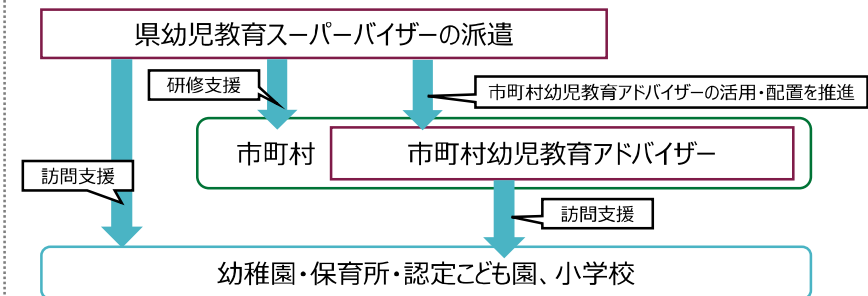 県幼児教育スーパーバイザーの派遣
研修支援
市町村幼児教育アドバイザーの活用・配置を推進
市町村
市町村幼児教育アドバイザー
訪問支援
訪問支援
幼稚園・保育所・認定こども園、小学校